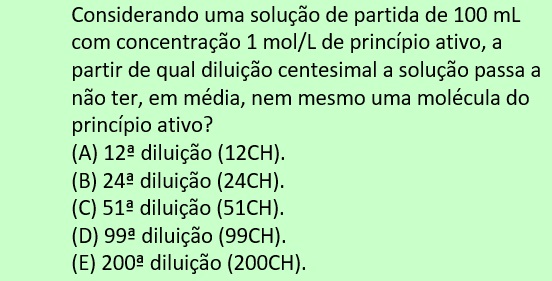 Considerando uma solução de partida de 100 mL
com concentração 1 mol/L de princípio ativo, a
partir de qual diluição centesimal a solução passa a
não ter, em média, nem mesmo uma molécula do
princípio ativo?
(A) 12ª diluição (12CH).
(B) 24ª diluição (24CH).
(C) 51ª diluição (51CH).
(D) 99ª diluição (99CH).
(E) 200ª diluição (200CH).